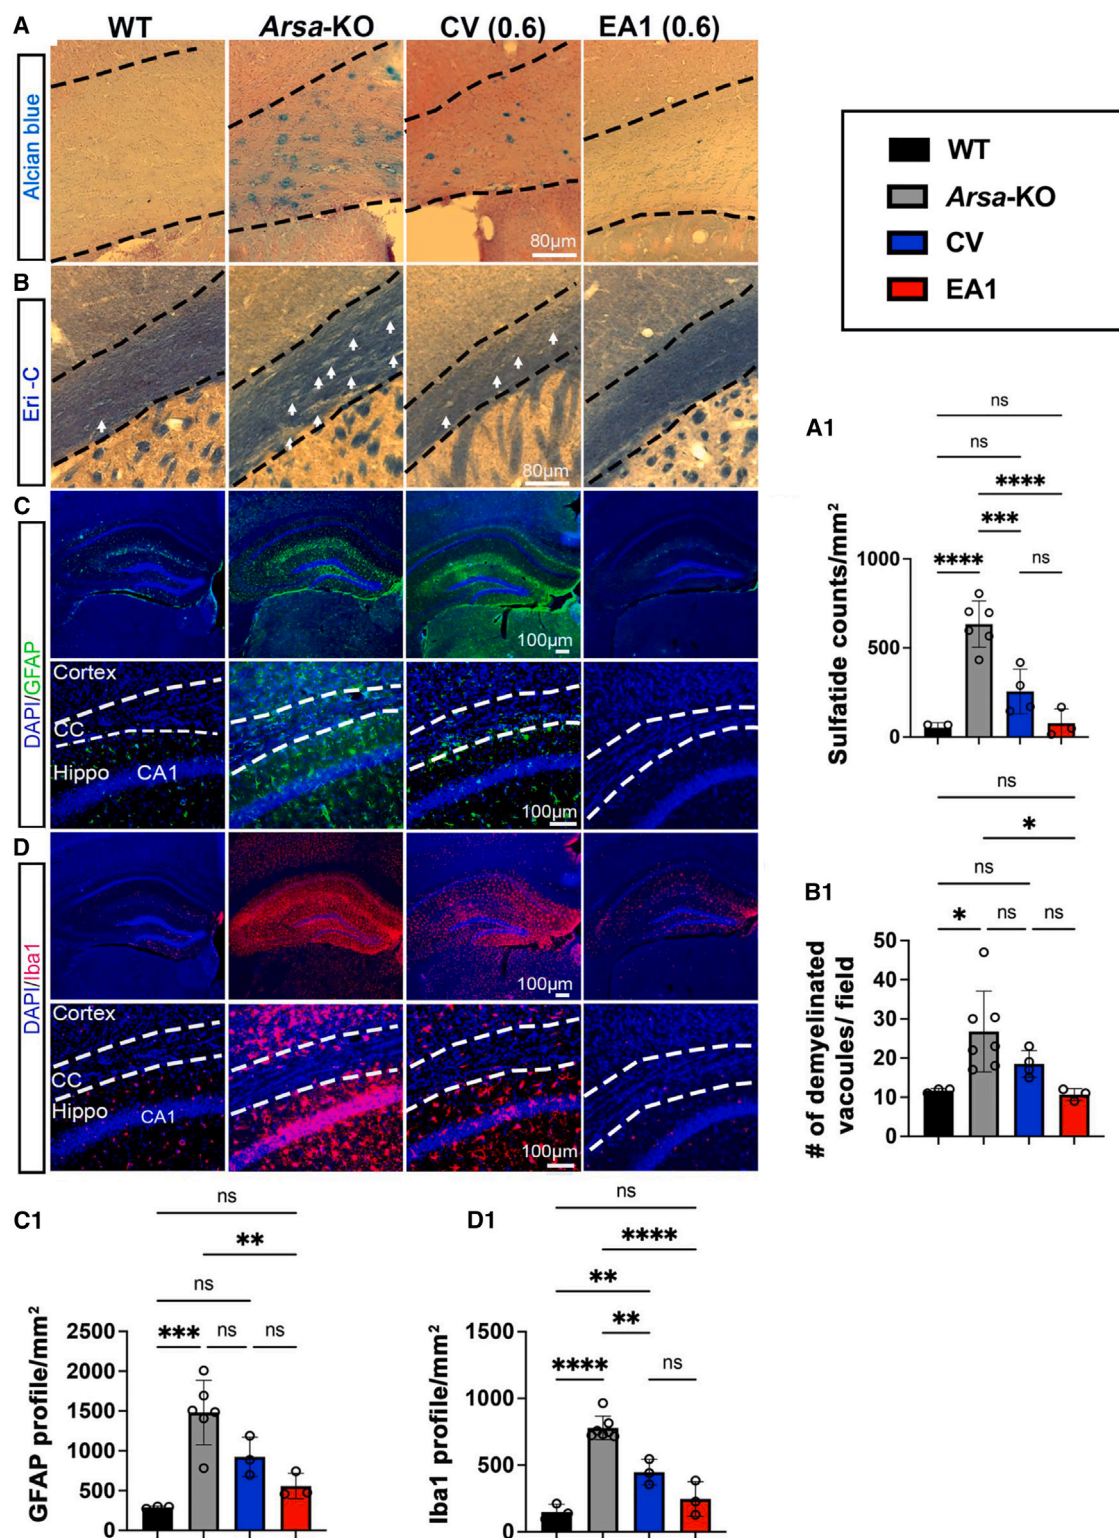 A
WT
Arsa-KO
CV (0.6)
EA1 (0.6)
Alcian blue
80µm
B
Eri -C
80µm
C
DAPI/GFAP
100µm
Cortex
CC
Hippo
CA1
100µm
D
DAPI/Iba1
100µm
Cortex
CC
Hippo
CA1
100µm
WT
Arsa-KO
CV
EA1
A1
ns
ns
****
***
**** ns
Sulfatide counts/mm²
1000
500
0
B1
ns
*
ns
* ns ns
# of demyelinated
vacoules/ field
50
40
30
20
10
0
C1
ns
**
ns
*** ns ns
GFAP profile/mm²
2500
2000
1500
1000
500
0
D1
ns
****
**
**
**** ns
Iba1 profile/mm²
1500
1000
500
0